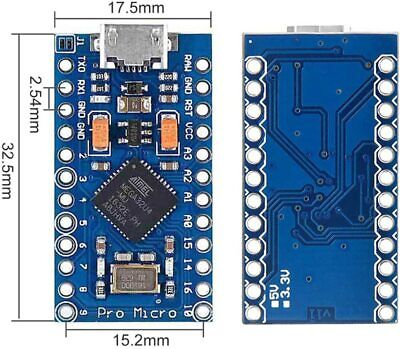 17.5mm
J1
TXO
RXI
GND
GND
2
3
4
5
6
7
8
9
RAW
GND
RST
VCC
A3
A2
A1
A0
15
14
16
10
2.54mm
32.5mm
ATMEL
MEGA32U4
Pro Micro
15.2mm
5V
3.3V
v11